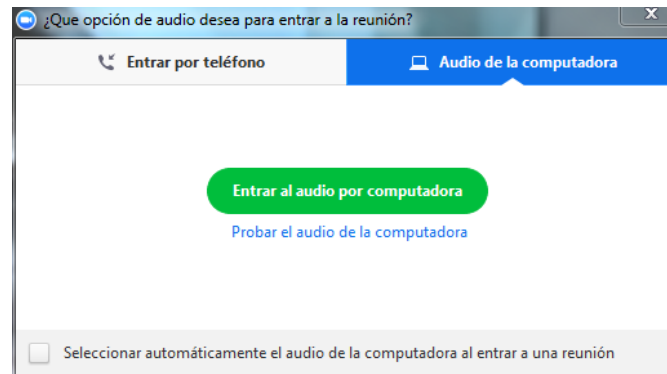 ¿Que opción de audio desea para entrar a la reunión?
Entrar por teléfono
Audio de la computadora
Entrar al audio por computadora
Probar el audio de la computadora
Seleccionar automáticamente el audio de la computadora al entrar a una reunión